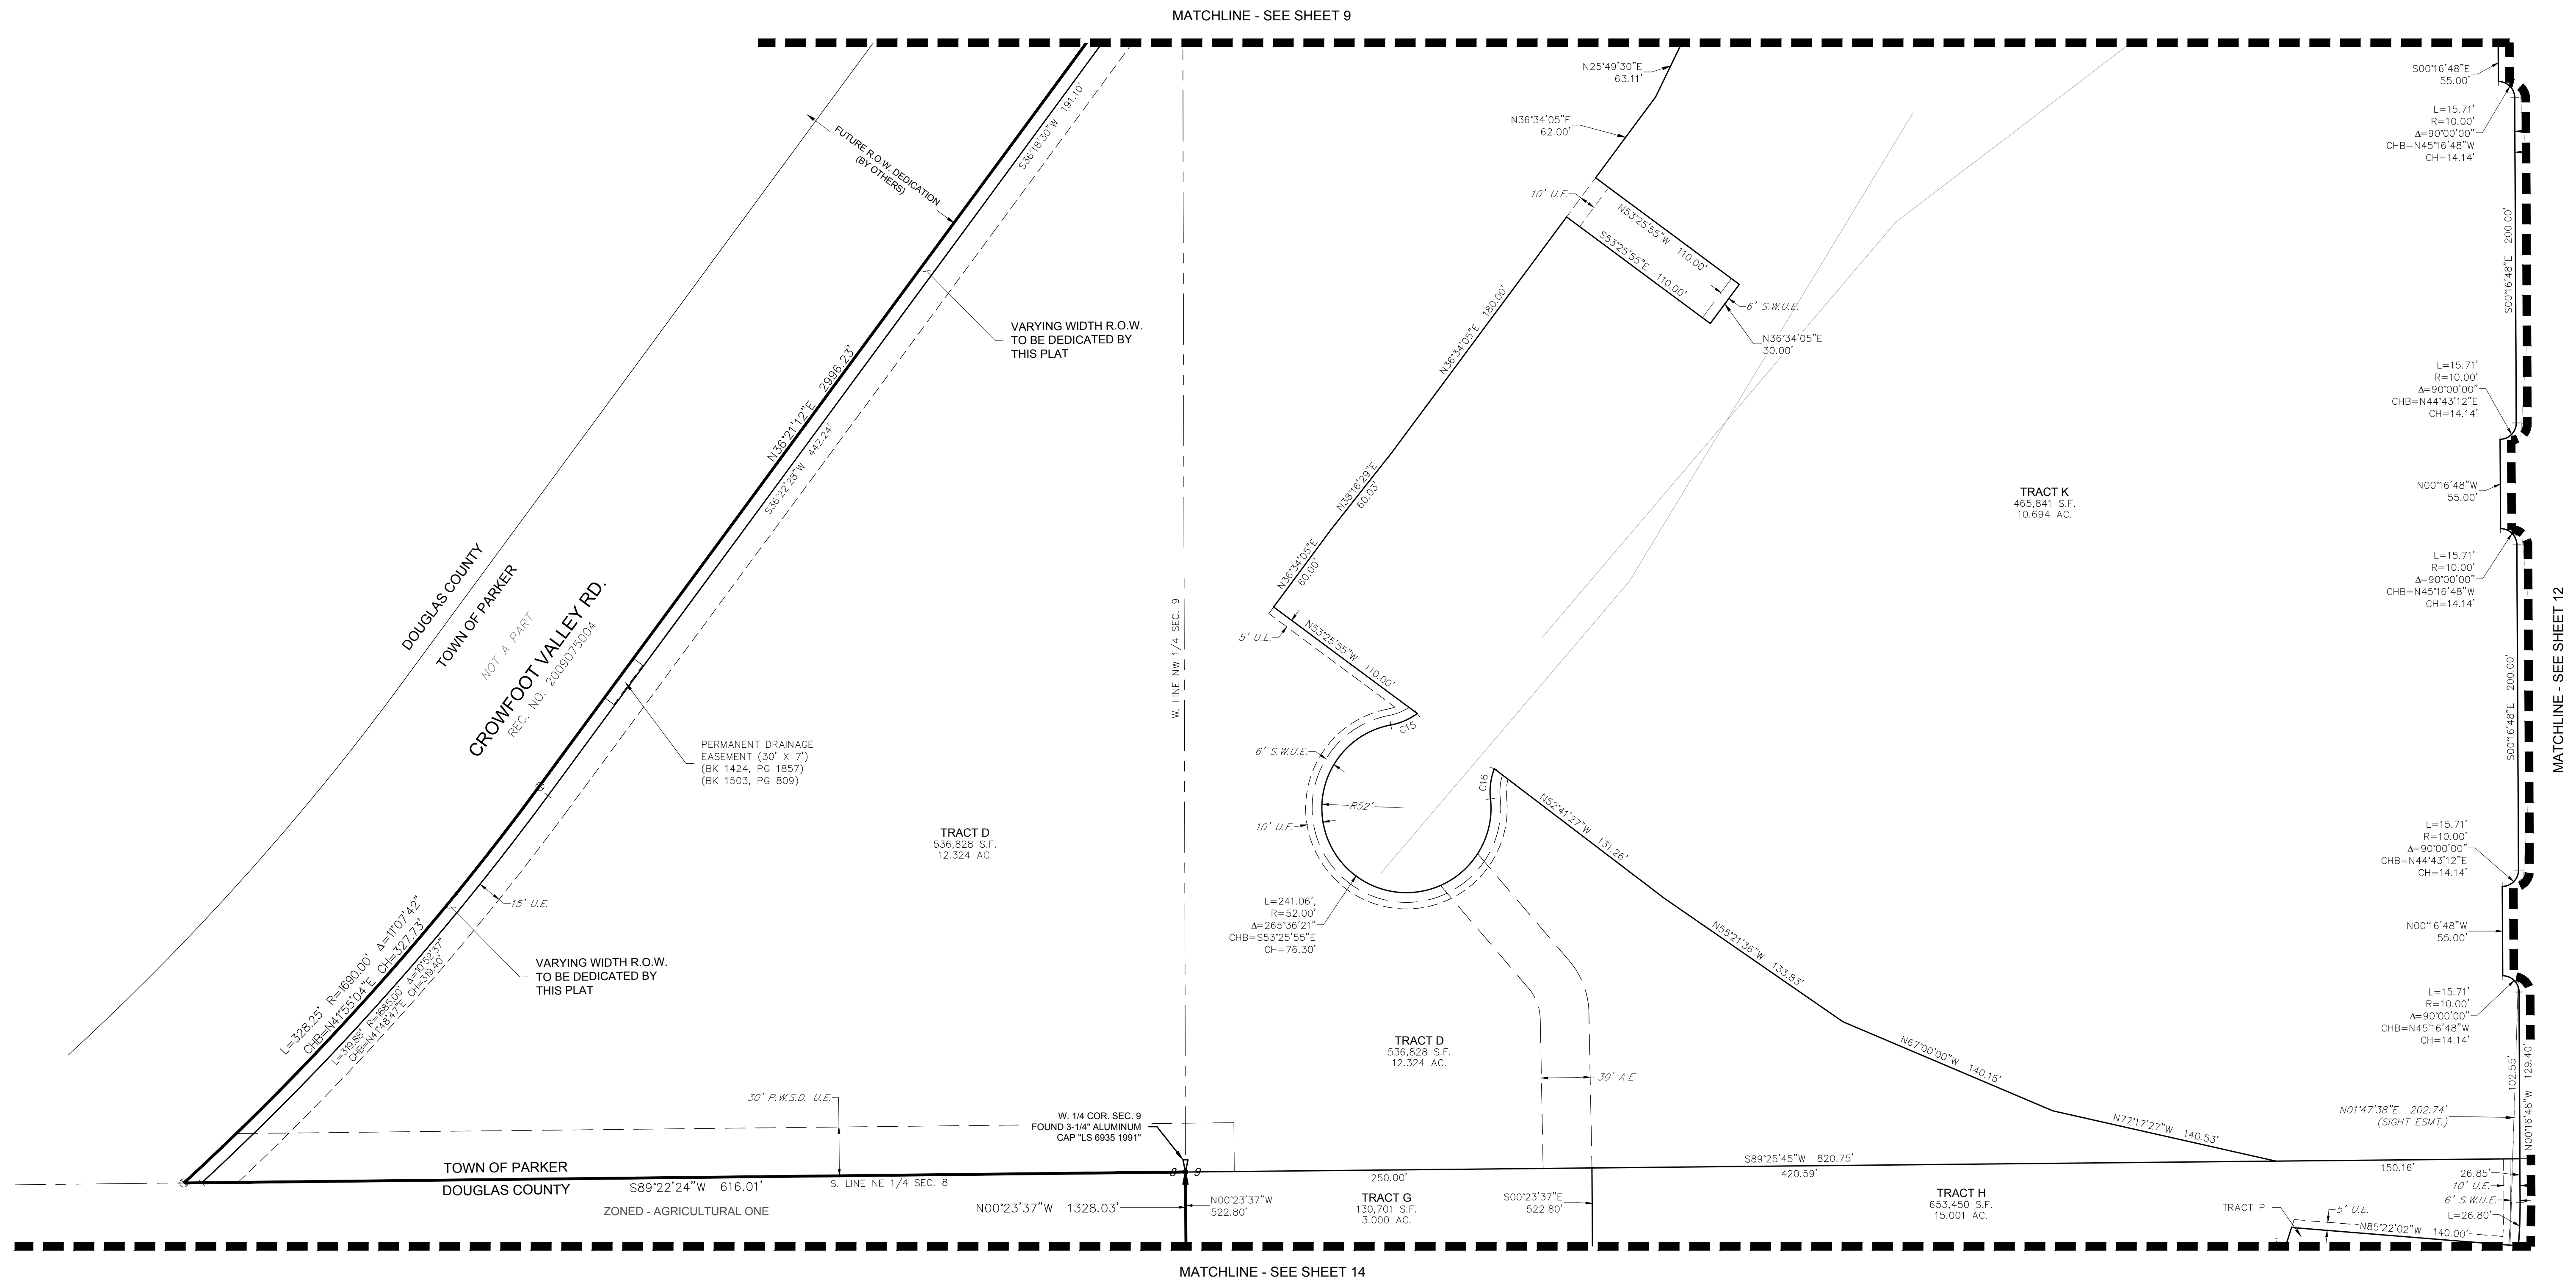 MATCHLINE - SEE SHEET 9
S36°18'30"W 191.10'
FUTURE R.O.W. DEDICATION
(BY OTHERS)
VARYING WIDTH R.O.W.
TO BE DEDICATED BY
THIS PLAT
N36°21'12"E 2996.23'
S36°22'28"W 442.24'
DOUGLAS COUNTY
TOWN OF PARKER
NOT A PART
CROWFOOT VALLEY RD.
REC. NO. 2009075004
PERMANENT DRAINAGE
EASEMENT (30' X 7')
(BK 1424, PG 1857)
(BK 1503, PG 809)
TRACT D
536,828 S.F.
12.324 AC.
15' U.E.
VARYING WIDTH R.O.W.
TO BE DEDICATED BY
THIS PLAT
L=328.25' R=1690.00' Δ=11°07'42"
CHB=N41°55'04"E CH=327.73'
L=319.88' R=1685.00' Δ=10°52'37"
CHB=N41°48'47"E CH=319.40'
30' P.W.S.D. U.E.
W. 1/4 COR. SEC. 9
FOUND 3-1/4" ALUMINUM
CAP "LS 6935 1991"
8 9
TOWN OF PARKER
DOUGLAS COUNTY
S89°22'24"W 616.01'
S. LINE NE 1/4 SEC. 8
ZONED - AGRICULTURAL ONE
N00°23'37"W 1328.03'
N00°23'37"W
522.80'
W. LINE NW 1/4 SEC. 9
N25°49'30"E
63.11'
N36°34'05"E
62.00'
10' U.E.
N53°25'55"W 110.00'
S53°25'55"E 110.00'
6' S.W.U.E.
N36°34'05"E
30.00'
N36°34'05"E 180.00'
N38°16'29"E
60.03'
N36°34'05"E
60.00'
5' U.E.
N53°25'55"W 110.00'
C15
6' S.W.U.E.
R52'
C16
10' U.E.
L=241.06',
R=52.00'
Δ=265°36'21"
CHB=S53°25'55"E
CH=76.30'
N52°41'27"W 131.26'
N55°21'36"W 133.83'
N67°00'00"W 140.15'
N77°17'27"W 140.53'
TRACT D
536,828 S.F.
12.324 AC.
30' A.E.
S89°25'45"W 820.75'
250.00'
420.59'
150.16'
TRACT G
130,701 S.F.
3.000 AC.
S00°23'37"E
522.80'
TRACT H
653,450 S.F.
15.001 AC.
TRACT P
5' U.E.
N85°22'02"W 140.00'
26.85'
10' U.E.
6' S.W.U.E.
L=26.80'
TRACT K
465,841 S.F.
10.694 AC.
S00°16'48"E
55.00'
L=15.71'
R=10.00'
Δ=90°00'00"
CHB=N45°16'48"W
CH=14.14'
S00°16'48"E 200.00'
L=15.71'
R=10.00'
Δ=90°00'00"
CHB=N44°43'12"E
CH=14.14'
N00°16'48"W
55.00'
L=15.71'
R=10.00'
Δ=90°00'00"
CHB=N45°16'48"W
CH=14.14'
S00°16'48"E 200.00'
L=15.71'
R=10.00'
Δ=90°00'00"
CHB=N44°43'12"E
CH=14.14'
N00°16'48"W
55.00'
L=15.71'
R=10.00'
Δ=90°00'00"
CHB=N45°16'48"W
CH=14.14'
102.55'
N00°16'48"W 129.40'
N01°47'38"E 202.74'
(SIGHT ESMT.)
MATCHLINE - SEE SHEET 12
MATCHLINE - SEE SHEET 14